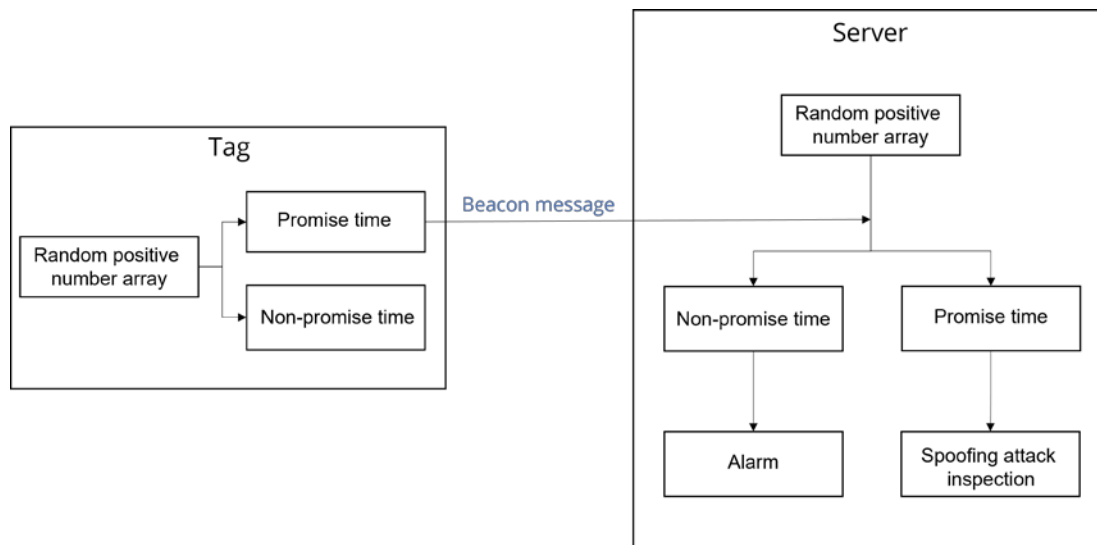 Server
Random positive
number array
Tag
Promise time
Beacon message
Random positive
number array
Non-promise time
Non-promise time
Promise time
Alarm
Spoofing attack
inspection